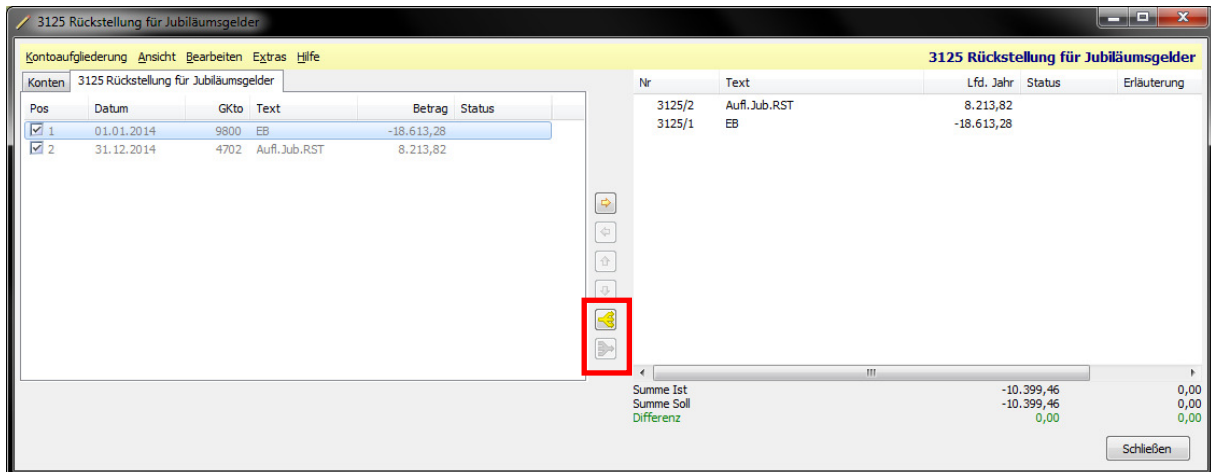 3125 Rückstellung für Jubiläumsgelder
Kontoaufgliederung Ansicht Bearbeiten Extras Hilfe 3125 Rückstellung für Jubiläumsgelder
Konten 3125 Rückstellung für Jubiläumsgelder
Pos Datum GKto Text Betrag Status
1 01.01.2014 9800 EB -18.613,28
2 31.12.2014 4702 Aufl.Jub.RST 8.213,82
Nr Text Lfd. Jahr Status Erläuterung
3125/2 Aufl.Jub.RST 8.213,82
3125/1 EB -18.613,28
Summe Ist -10.399,46 0,00
Summe Soll -10.399,46 0,00
Differenz 0,00 0,00
Schließen